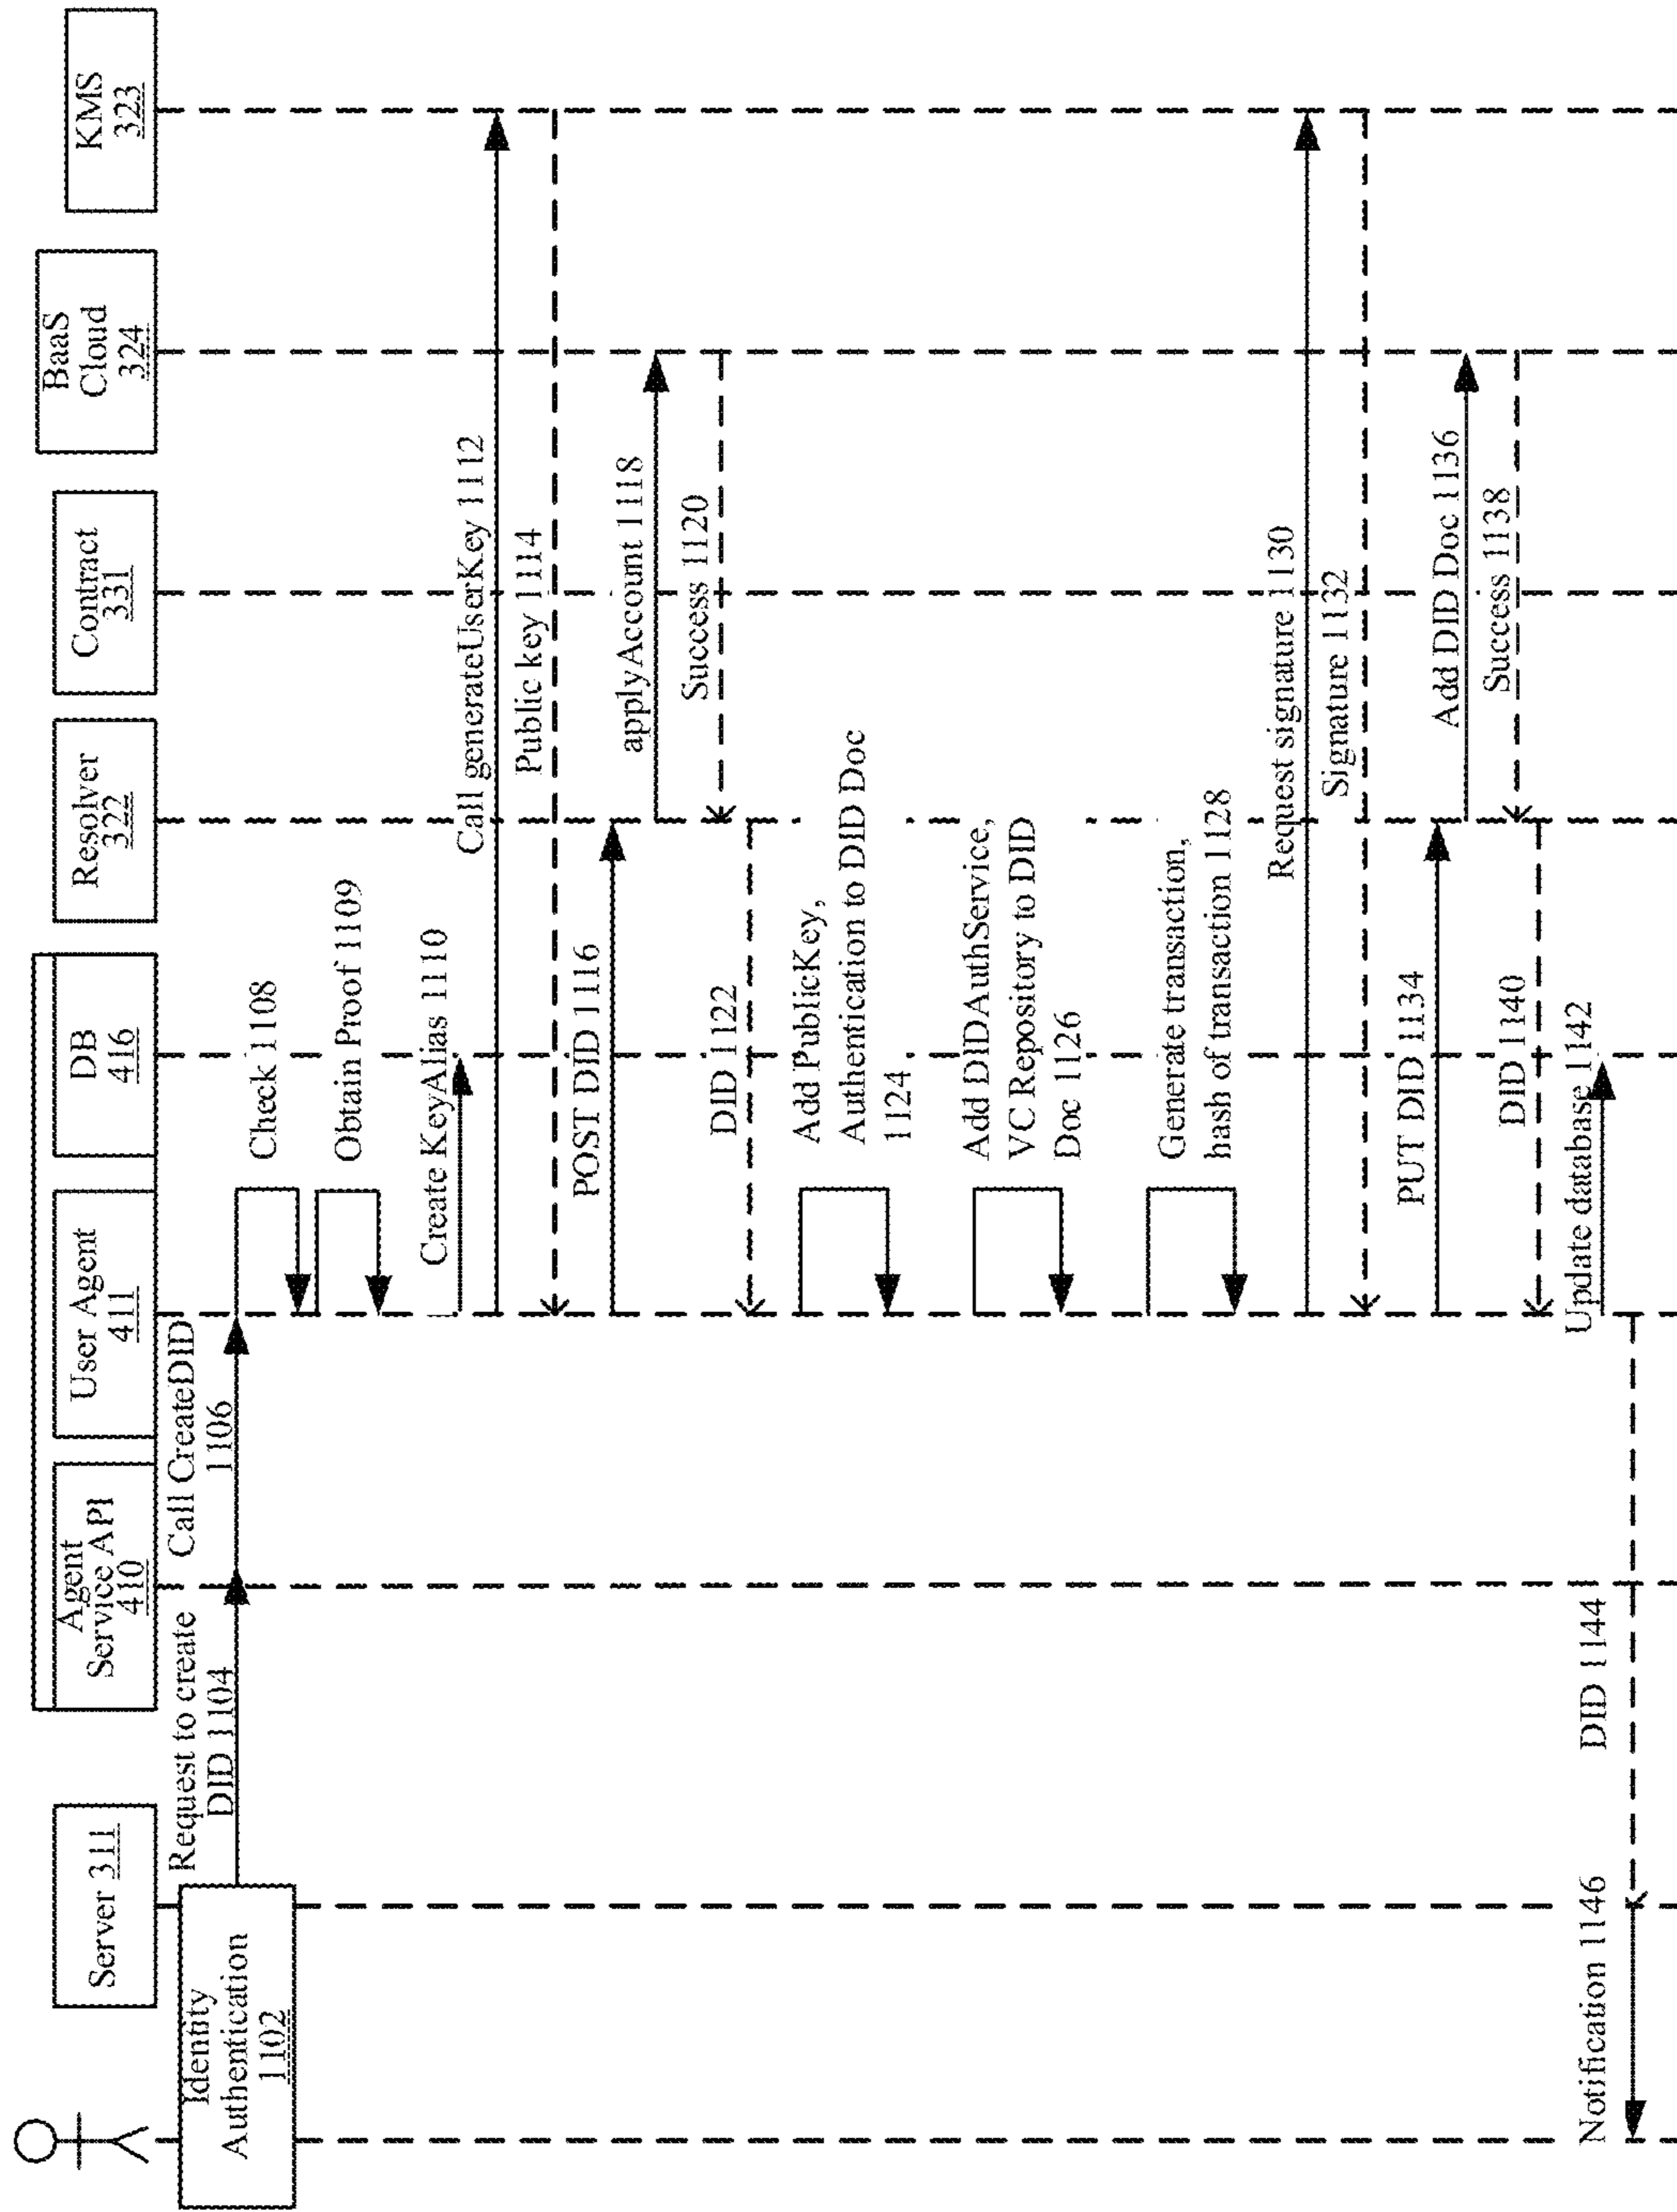 Server 311
Agent
Service API
410
User Agent
411
DB
416
Resolver
322
Contract
331
BaaS
Cloud
324
KMS
323
Identity
Authentication
1102
Request to create
DID 1104
Call CreateDID
1106
Check 1108
Obtain Proof 1109
Create KeyAlias 1110
Call generateUserKey 1112
Public key 1114
POST DID 1116
applyAccount 1118
Success 1120
DID 1122
Add PublicKey,
Authentication to DID Doc
1124
Add DIDAuthService,
VC Repository to DID
Doc 1126
Generate transaction,
hash of transaction 1128
Request signature 1130
Signature 1132
PUT DID 1134
Add DID Doc 1136
Success 1138
DID 1140
Update database 1142
DID 1144
Notification 1146